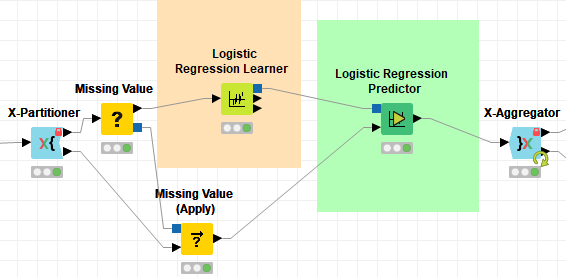 Logistic
Regression Learner
Logistic Regression
Predictor
Missing Value
X-Partitioner
X-Aggregator
X{
?
}X
Missing Value
(Apply)
?